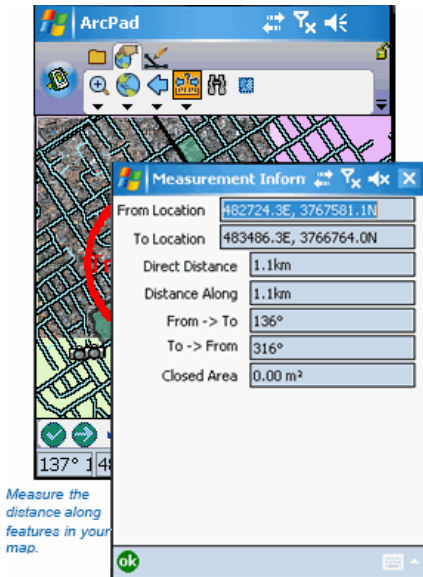 ArcPad
Measurement Inform
From Location 482724.3E, 3767581.1N
To Location 483486.3E, 3766764.0N
Direct Distance 1.1km
Distance Along 1.1km
From -> To 136°
To -> From 316°
Closed Area 0.00 m²
137° 1 48
Measure the
distance along
features in your
map.
ok